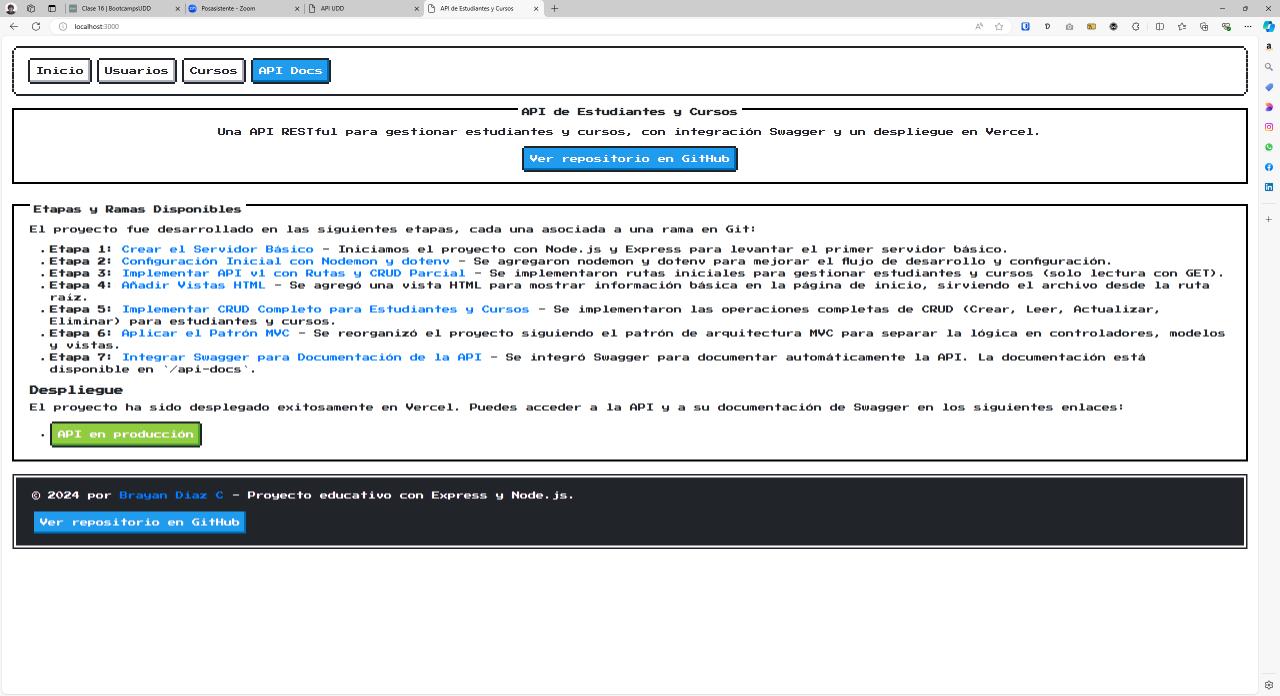 Clase 16 | BootcampsUDD
Posasistente - Zoom
API UDD
API de Estudiantes y Cursos
localhost:3000
Inicio
Usuarios
Cursos
API Docs
API de Estudiantes y Cursos
Una API RESTful para gestionar estudiantes y cursos, con integración Swagger y un despliegue en Vercel.
Ver repositorio en GitHub
Etapas y Ramas Disponibles
El proyecto fue desarrollado en las siguientes etapas, cada una asociada a una rama en Git:
Etapa 1: Crear el Servidor Básico - Iniciamos el proyecto con Node.js y Express para levantar el primer servidor básico.
Etapa 2: Configuración Inicial con Nodemon y dotenv - Se agregaron nodemon y dotenv para mejorar el flujo de desarrollo y configuración.
Etapa 3: Implementar API v1 con Rutas y CRUD Parcial - Se implementaron rutas iniciales para gestionar estudiantes y cursos (solo lectura con GET).
Etapa 4: Añadir Vistas HTML - Se agregó una vista HTML para mostrar información básica en la página de inicio, sirviendo el archivo desde la ruta
raíz.
Etapa 5: Implementar CRUD Completo para Estudiantes y Cursos - Se implementaron las operaciones completas de CRUD (Crear, Leer, Actualizar,
Eliminar) para estudiantes y cursos.
Etapa 6: Aplicar el Patrón MVC - Se reorganizó el proyecto siguiendo el patrón de arquitectura MVC para separar la lógica en controladores, modelos
y vistas.
Etapa 7: Integrar Swagger para Documentación de la API - Se integró Swagger para documentar automáticamente la API. La documentación está
disponible en `/api-docs`.
Despliegue
El proyecto ha sido desplegado exitosamente en Vercel. Puedes acceder a la API y a su documentación de Swagger en los siguientes enlaces:
API en producción
© 2024 por Brayan Diaz C - Proyecto educativo con Express y Node.js.
Ver repositorio en GitHub